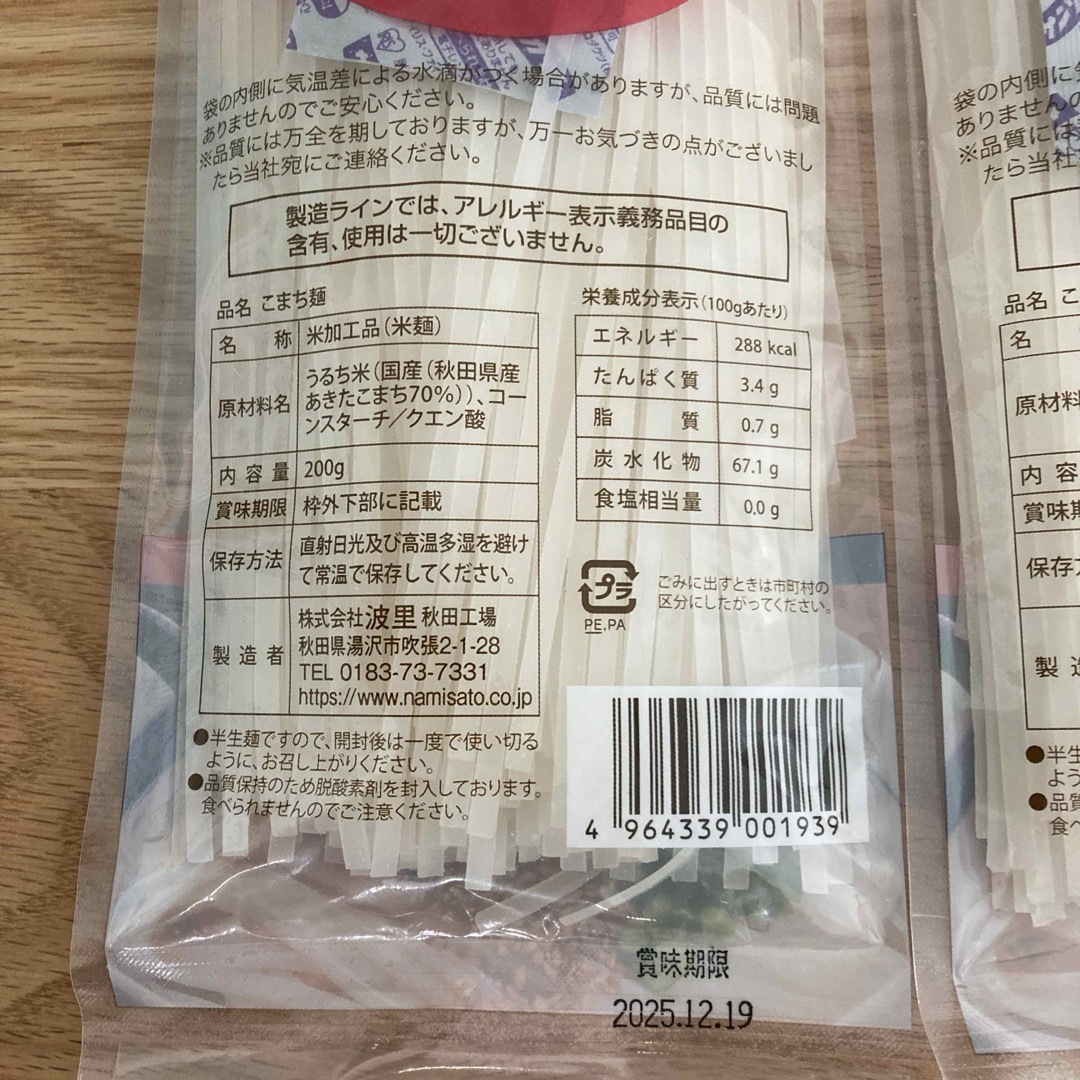 袋の内側に気温差による水滴がつく場合がありますが、品質には問題
ありませんのでご安心ください。
※品質には万全を期しておりますが、万一お気づきの点がございまし
たら当社宛にご連絡ください。
製造ラインでは、アレルギー表示義務品目の
含有、使用は一切ございません。
品名 こまち麺
名 称 米加工品（米麺）
原材料名 うるち米（国産（秋田県産
あきたこまち70%））、コー
ンスターチ／クエン酸
内容量 200g
賞味期限 枠外下部に記載
保存方法 直射日光及び高温多湿を避け
て常温で保存してください。
製造者 株式会社 波里 秋田工場
秋田県湯沢市吹張2-1-28
TEL 0183-73-7331
https://www.namisato.co.jp
●半生麺ですので、開封後は一度で使い切る
ように、お召し上がりください。
●品質保持のため脱酸素剤を封入しております。
食べられませんのでご注意ください。
栄養成分表示（100gあたり）
エネルギー 288 kcal
たんぱく質 3.4 g
脂 質 0.7 g
炭水化物 67.1 g
食塩相当量 0.0 g
プラ
PE,PA
ごみに出すときは市町村の
区分にしたがってください。
4 964339 001939
賞味期限
2025.12.19
袋の内側に
ありませんの
※品質には
たら当社
品名 こ
名
原材料
内 容
賞味
保存
製
●半生
よう
●品質
食べ